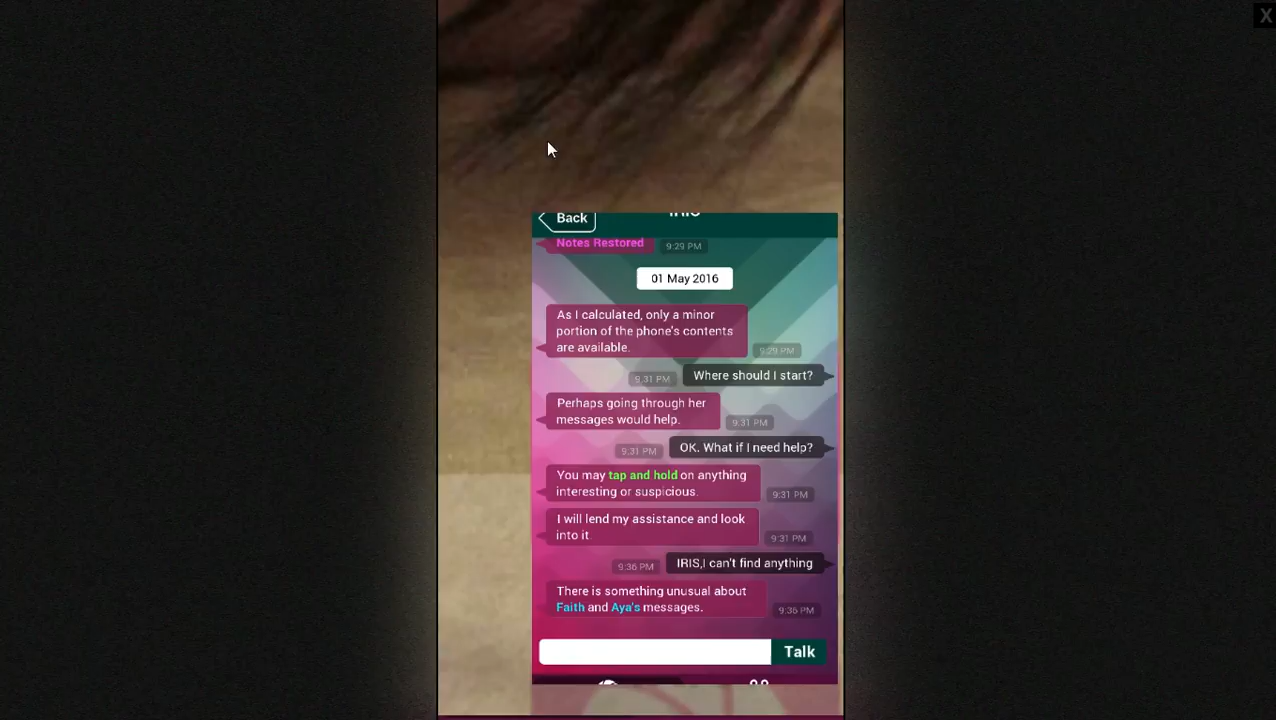 X
Back
IRIS
Notes Restored
9:29 PM
01 May 2016
As I calculated, only a minor
portion of the phone's contents
are available.
9:29 PM
Where should I start?
9:31 PM
Perhaps going through her
messages would help.
9:31 PM
OK. What if I need help?
9:31 PM
You may tap and hold on anything
interesting or suspicious.
9:31 PM
I will lend my assistance and look
into it.
9:31 PM
IRIS,I can't find anything
9:36 PM
There is something unusual about
Faith and Aya's messages.
9:36 PM
Talk